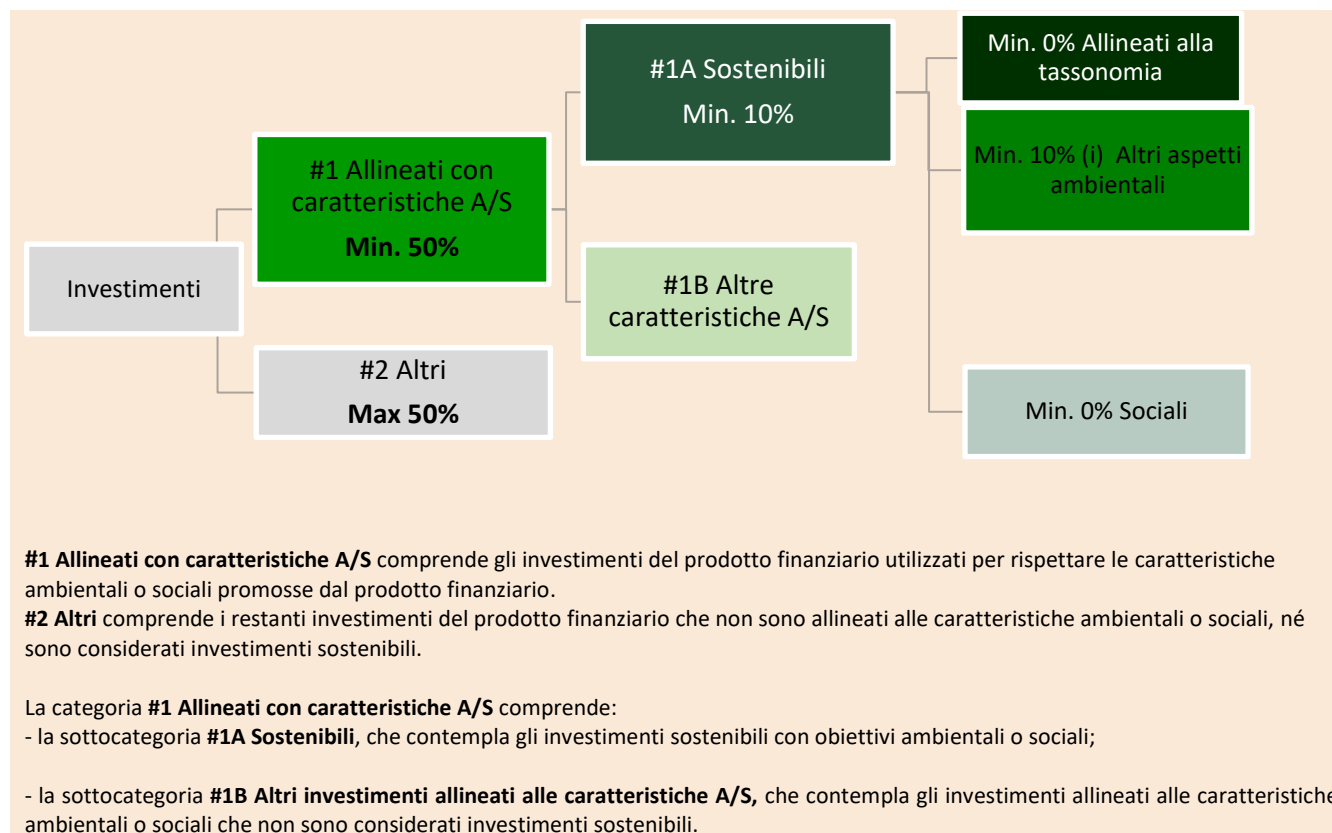 Investimenti
#1 Allineati con
caratteristiche A/S
Min. 50%
#2 Altri
Max 50%
#1A Sostenibili
Min. 10%
#1B Altre
caratteristiche A/S
Min. 0% Allineati alla
tassonomia
Min. 10% (i) Altri aspetti
ambientali
Min. 0% Sociali
#1 Allineati con caratteristiche A/S comprende gli investimenti del prodotto finanziario utilizzati per rispettare le caratteristiche
ambientali o sociali promosse dal prodotto finanziario.
#2 Altri comprende i restanti investimenti del prodotto finanziario che non sono allineati alle caratteristiche ambientali o sociali, né
sono considerati investimenti sostenibili.
La categoria #1 Allineati con caratteristiche A/S comprende:
- la sottocategoria #1A Sostenibili, che contempla gli investimenti sostenibili con obiettivi ambientali o sociali;
- la sottocategoria #1B Altri investimenti allineati alle caratteristiche A/S, che contempla gli investimenti allineati alle caratteristiche
ambientali o sociali che non sono considerati investimenti sostenibili.